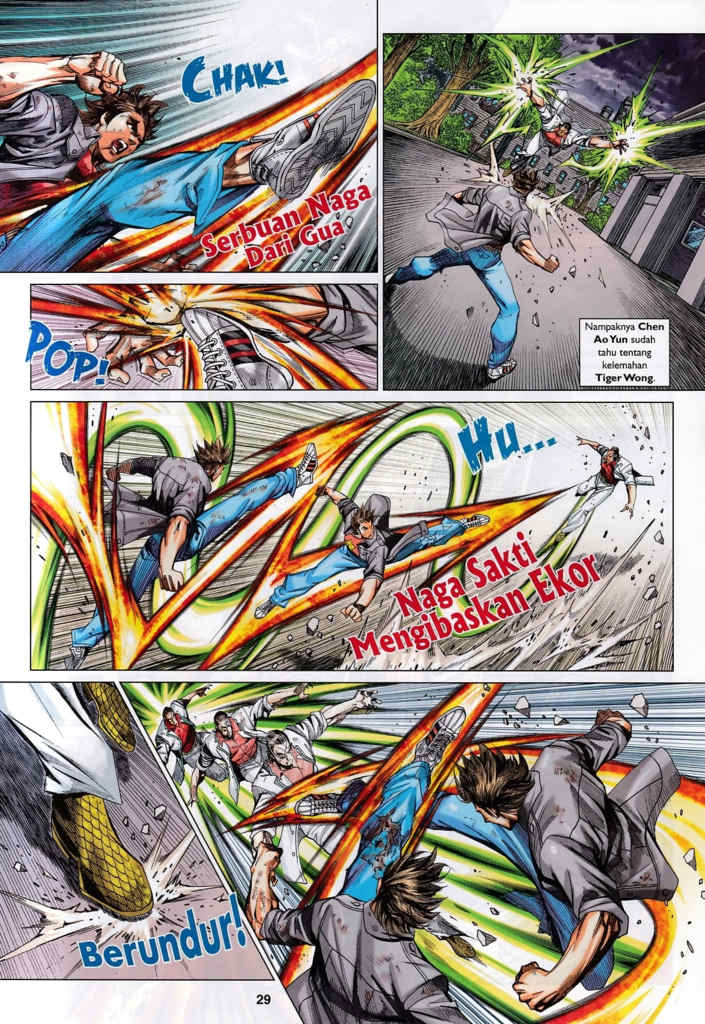 CHAK!
Serbuan Naga
Dari Gua
Nampaknya Chen
Ao Yun sudah
tahu tentang
kelemahan
Tiger Wong.
POP!
Hu...
Naga Sakti
Mengibaskan Ekor
Berundur!
29